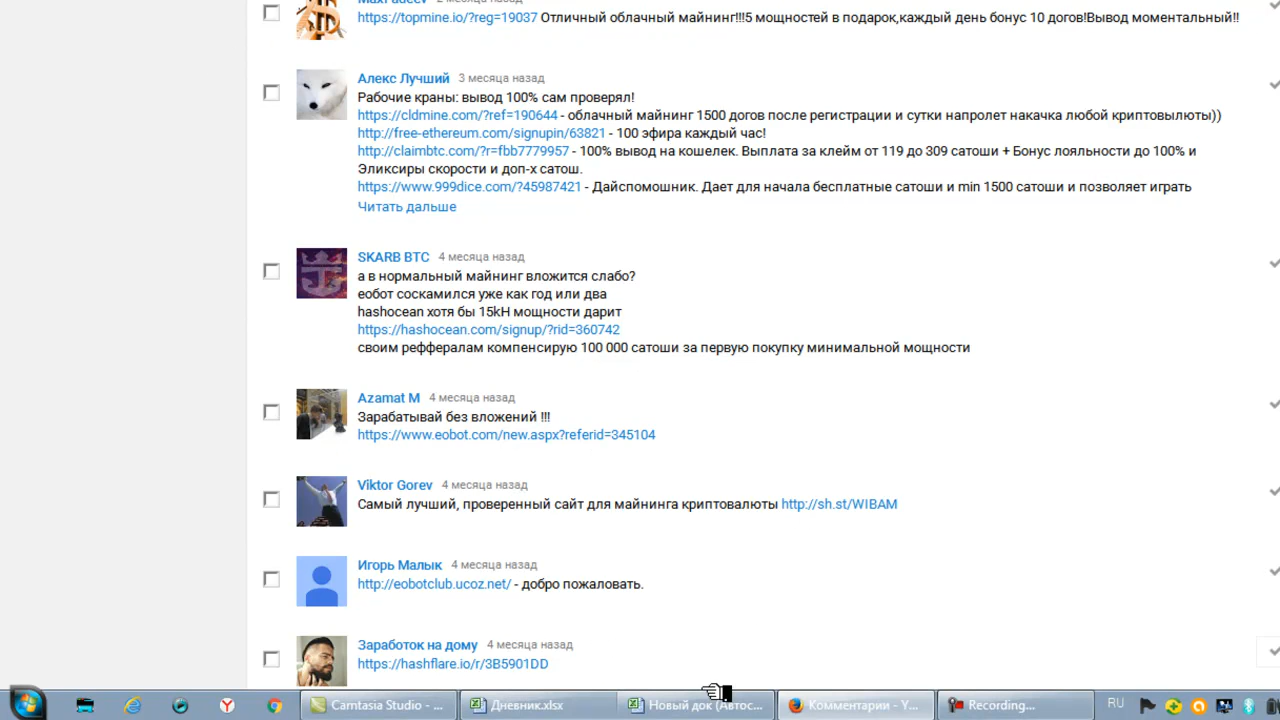 MaxFadeev 2 месяца назад
https://topmine.io/?reg=19037 Отличный облачный майнинг!!!5 мощностей в подарок,каждый день бонус 10 догов!Вывод моментальный!!
Алекс Лучший 3 месяца назад
Рабочие краны: вывод 100% сам проверял!
https://cldmine.com/?ref=190644 - облачный майнинг 1500 догов после регистрации и сутки напролет накачка любой криптовылюты))
http://free-ethereum.com/signupin/63821 - 100 эфира каждый час!
http://claimbtc.com/?r=fbb7779957 - 100% вывод на кошелек. Выплата за клейм от 119 до 309 сатоши + Бонус лояльности до 100% и
Эликсиры скорости и доп-х сатош.
https://www.999dice.com/?45987421 - Дайспомошник. Дает для начала бесплатные сатоши и min 1500 сатоши и позволяет играть
Читать дальше
SKARB BTC 4 месяца назад
а в нормальный майнинг вложится слабо?
еобот соскамился уже как год или два
hashocean хотя бы 15kH мощности дарит
https://hashocean.com/signup/?rid=360742
своим реффералам компенсирую 100 000 сатоши за первую покупку минимальной мощности
Azamat M 4 месяца назад
Зарабатывай без вложений !!!
https://www.eobot.com/new.aspx?referid=345104
Viktor Gorev 4 месяца назад
Самый лучший, проверенный сайт для майнинга криптовалюты http://sh.st/WIBAM
Игорь Малык 4 месяца назад
http://eobotclub.ucoz.net/ - добро пожаловать.
Заработок на дому 4 месяца назад
https://hashflare.io/r/3B5901DD
Camtasia Studio - ... Дневник.xlsx Новый док (Автос... Комментарии - Y... Recording... RU